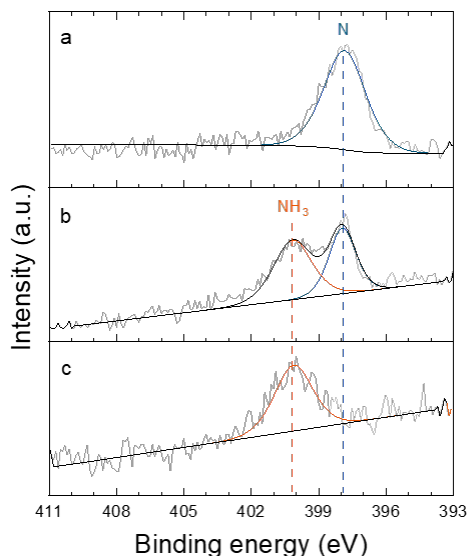 a
N
b
NH₃
c
Intensity (a.u.)
411 408 405 402 399 396 393
Binding energy (eV)